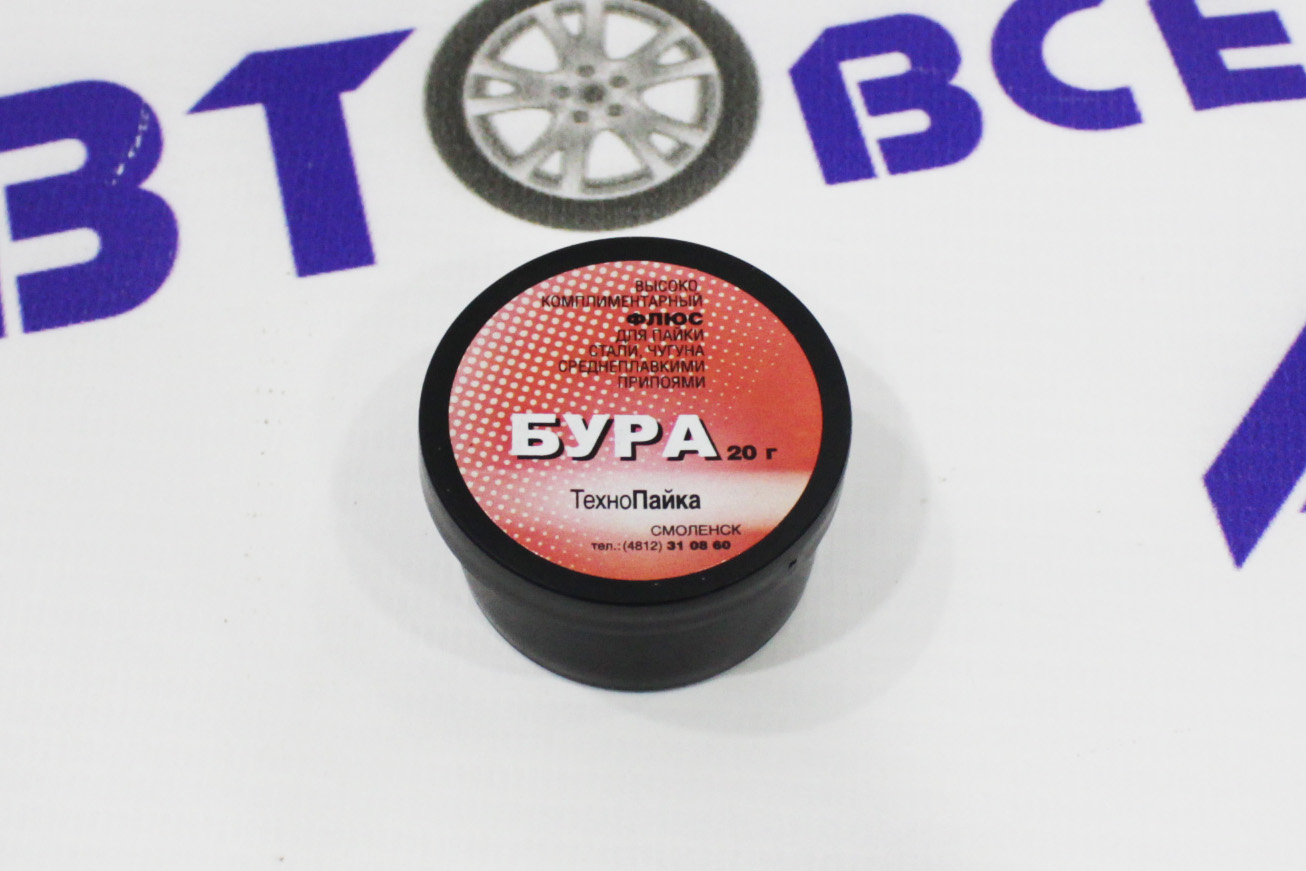 ВТ ВСЕ
ВЫСОКО
КОМПЛИМЕНТАРНЫЙ
ФЛЮС
ДЛЯ ПАЙКИ
СТАЛИ, ЧУГУНА
СРЕДНЕПЛАВКИМИ
ПРИПОЯМИ
БУРА 20 г
ТехноПайка
СМОЛЕНСК
тел.: (4812) 31 08 60